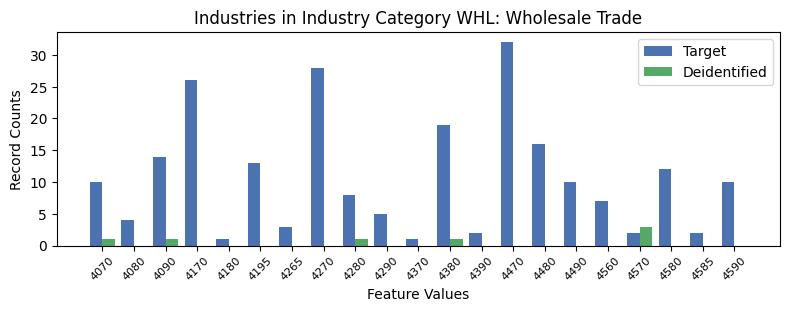 Industries in Industry Category WHL: Wholesale Trade
Target
Deidentified
Record Counts
30
25
20
15
10
5
0
4070 4080 4090 4170 4180 4195 4265 4270 4280 4290 4370 4380 4390 4470 4480 4490 4560 4570 4580 4585 4590
Feature Values